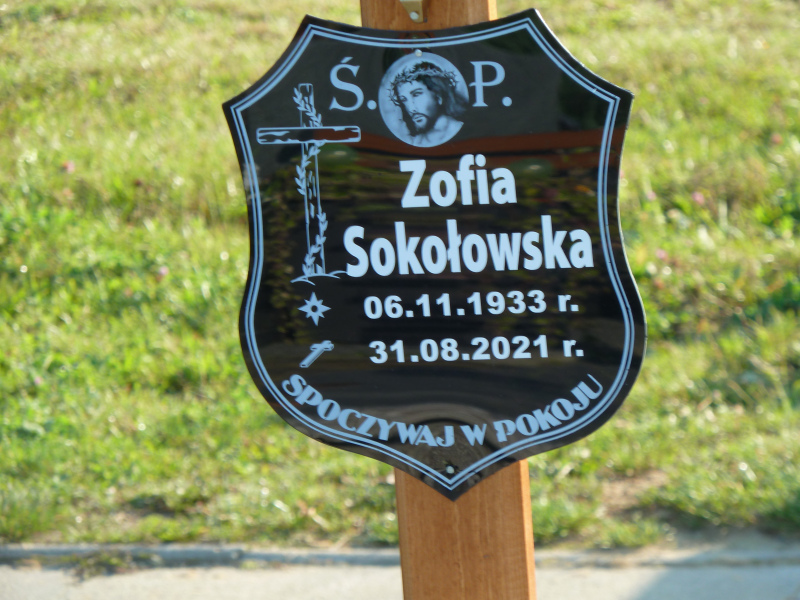 Ś. P.
Zofia
Sokołowska
06.11.1933 r.
31.08.2021 r.
SPOCZYWAJ W POKOJU